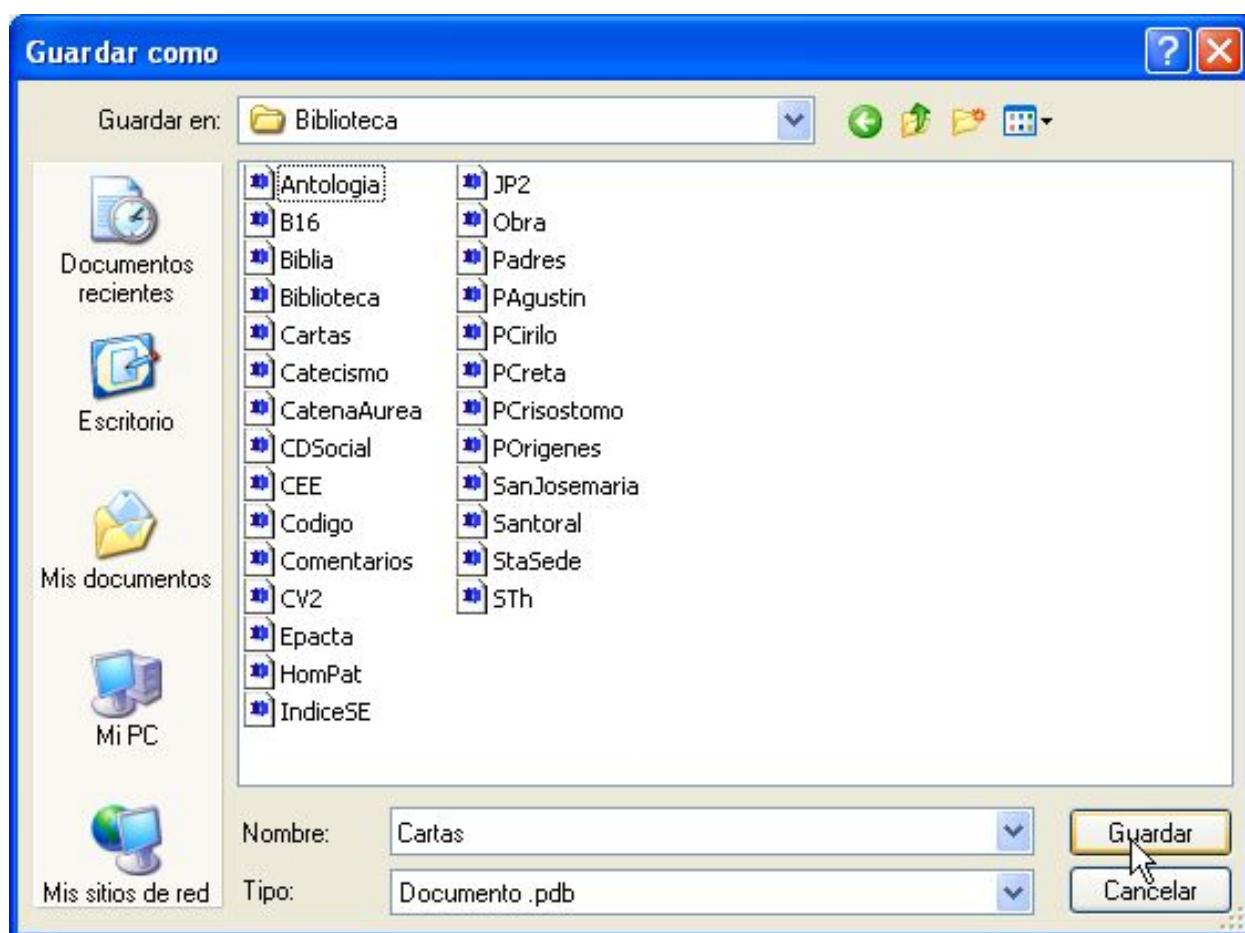 Guardar como
Guardar en: Biblioteca
Documentos
recientes
Escritorio
Mis documentos
Mi PC
Mis sitios de red
Antologia
B16
Biblia
Biblioteca
Cartas
Catecismo
CatenaAurea
CDSocial
CEE
Codigo
Comentarios
CV2
Epacta
HomPat
IndiceSE
JP2
Obra
Padres
PAgustin
PCirilo
PCreta
PCrisostomo
POrigenes
SanJosemaria
Santoral
StaSede
STh
Nombre: Cartas Guardar
Tipo: Documento .pdb Cancelar